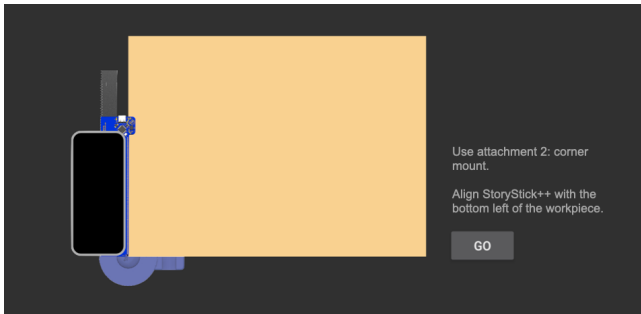 Use attachment 2: corner
mount.
Align StoryStick++ with the
bottom left of the workpiece.
GO